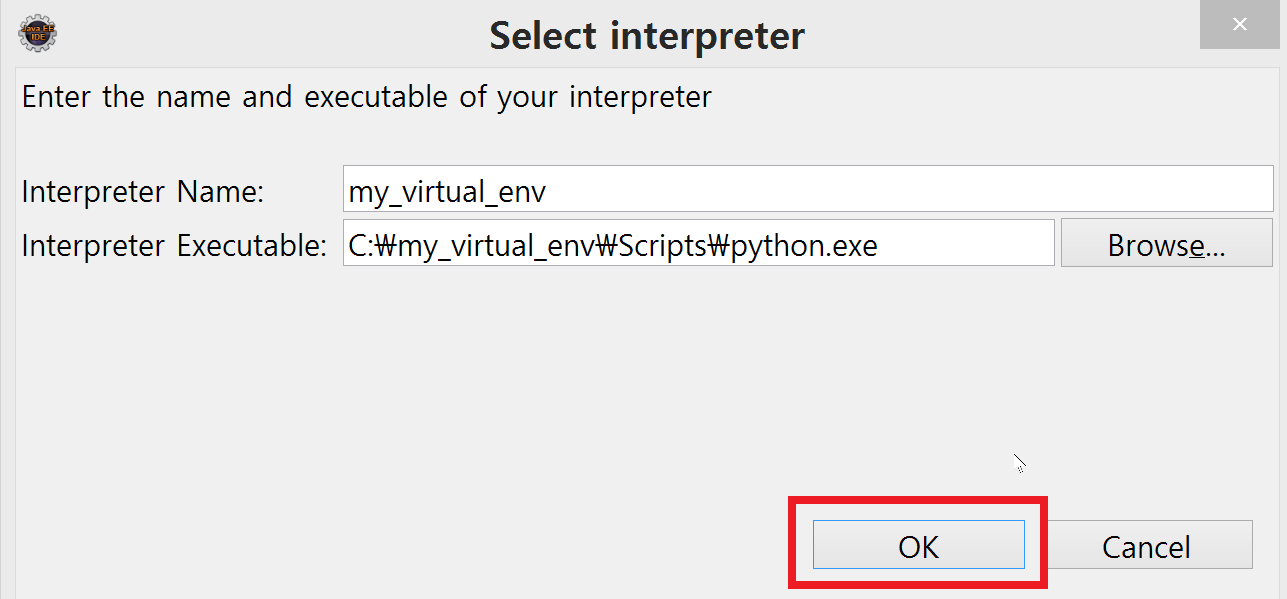 Java EE
IDE
Select interpreter
Enter the name and executable of your interpreter
Interpreter Name: my_virtual_env
Interpreter Executable: C:₩my_virtual_env₩Scripts₩python.exe Browse...
OK Cancel